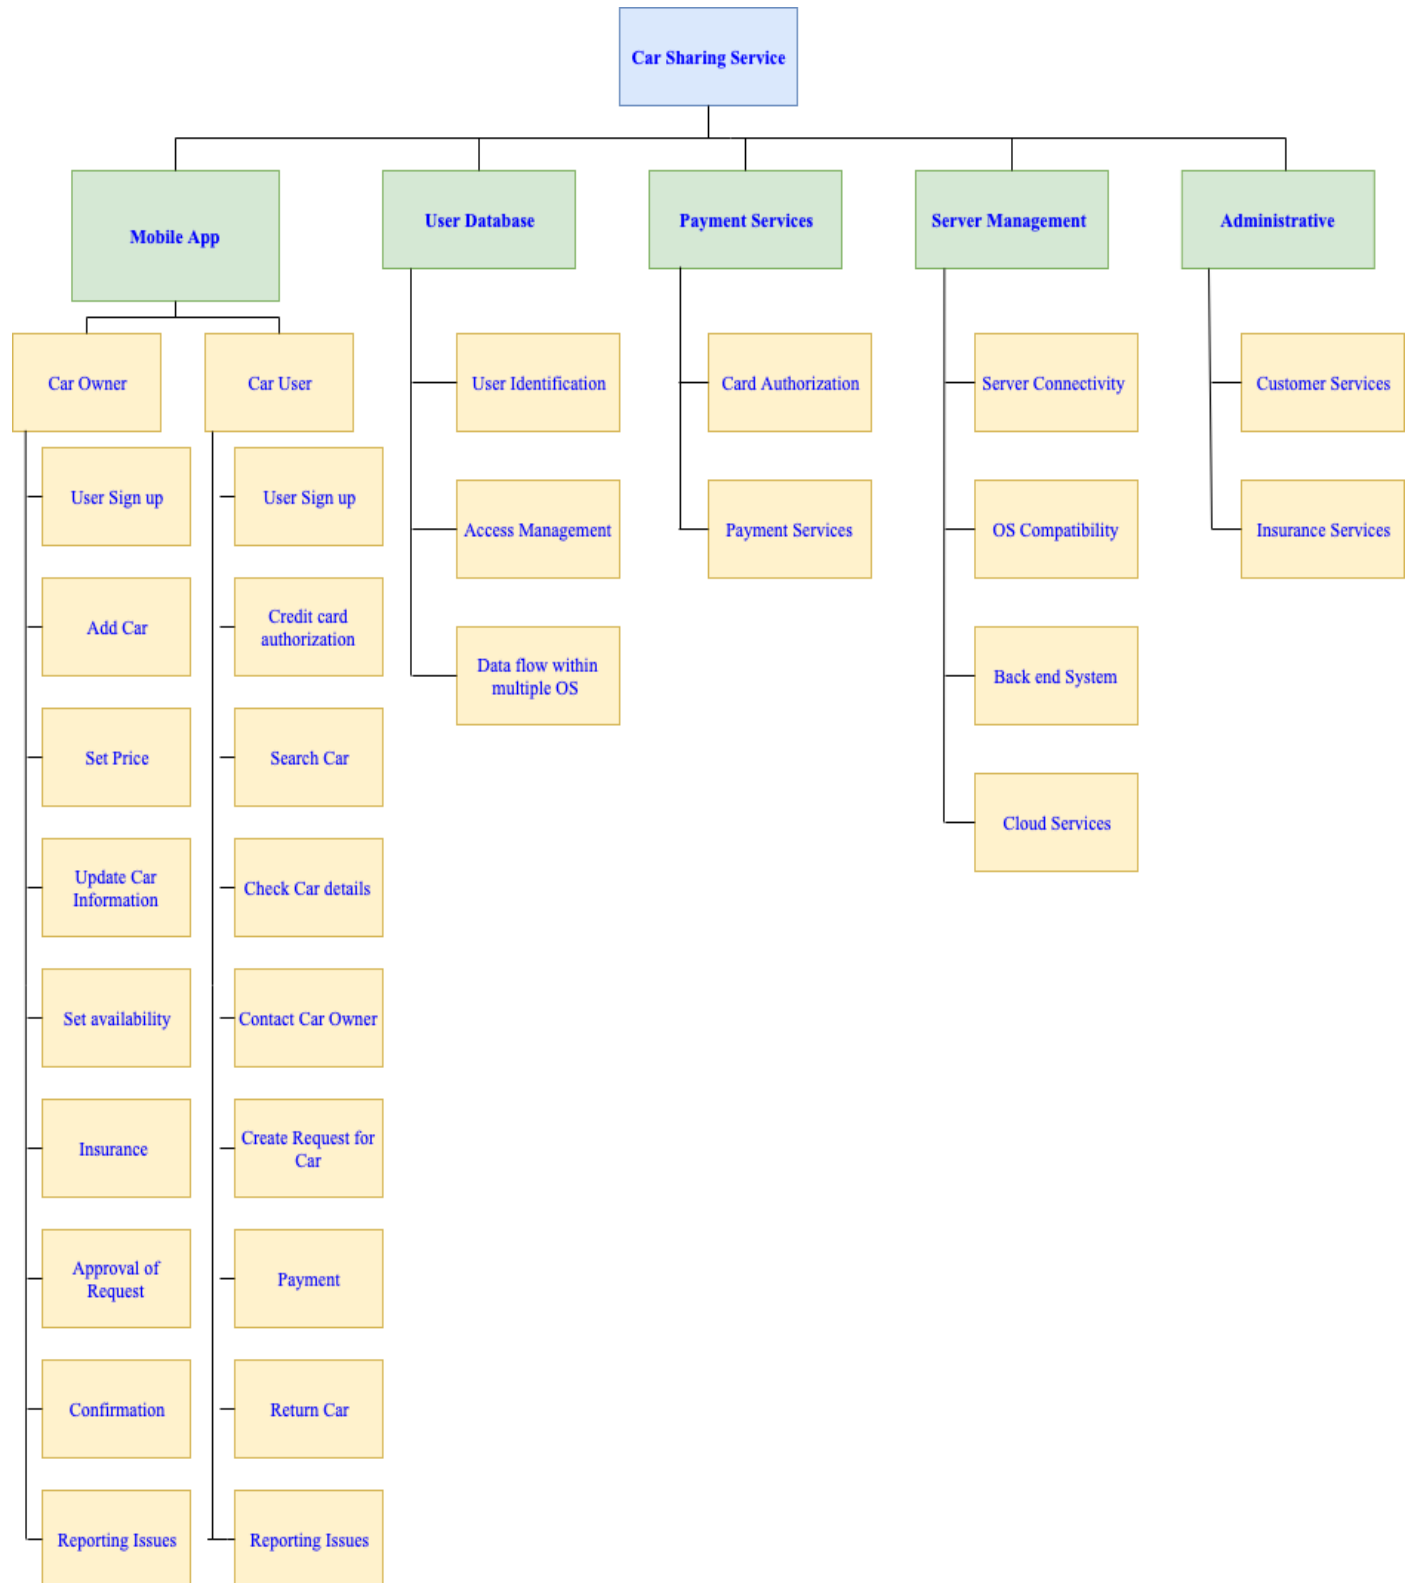 Car Sharing Service
Mobile App
User Database
Payment Services
Server Management
Administrative
Car Owner
User Sign up
Add Car
Set Price
Update Car
Information
Set availability
Insurance
Approval of
Request
Confirmation
Reporting Issues
Car User
User Sign up
Credit card
authorization
Search Car
Check Car details
Contact Car Owner
Create Request for
Car
Payment
Return Car
Reporting Issues
User Identification
Access Management
Data flow within
multiple OS
Card Authorization
Payment Services
Server Connectivity
OS Compatibility
Back end System
Cloud Services
Customer Services
Insurance Services